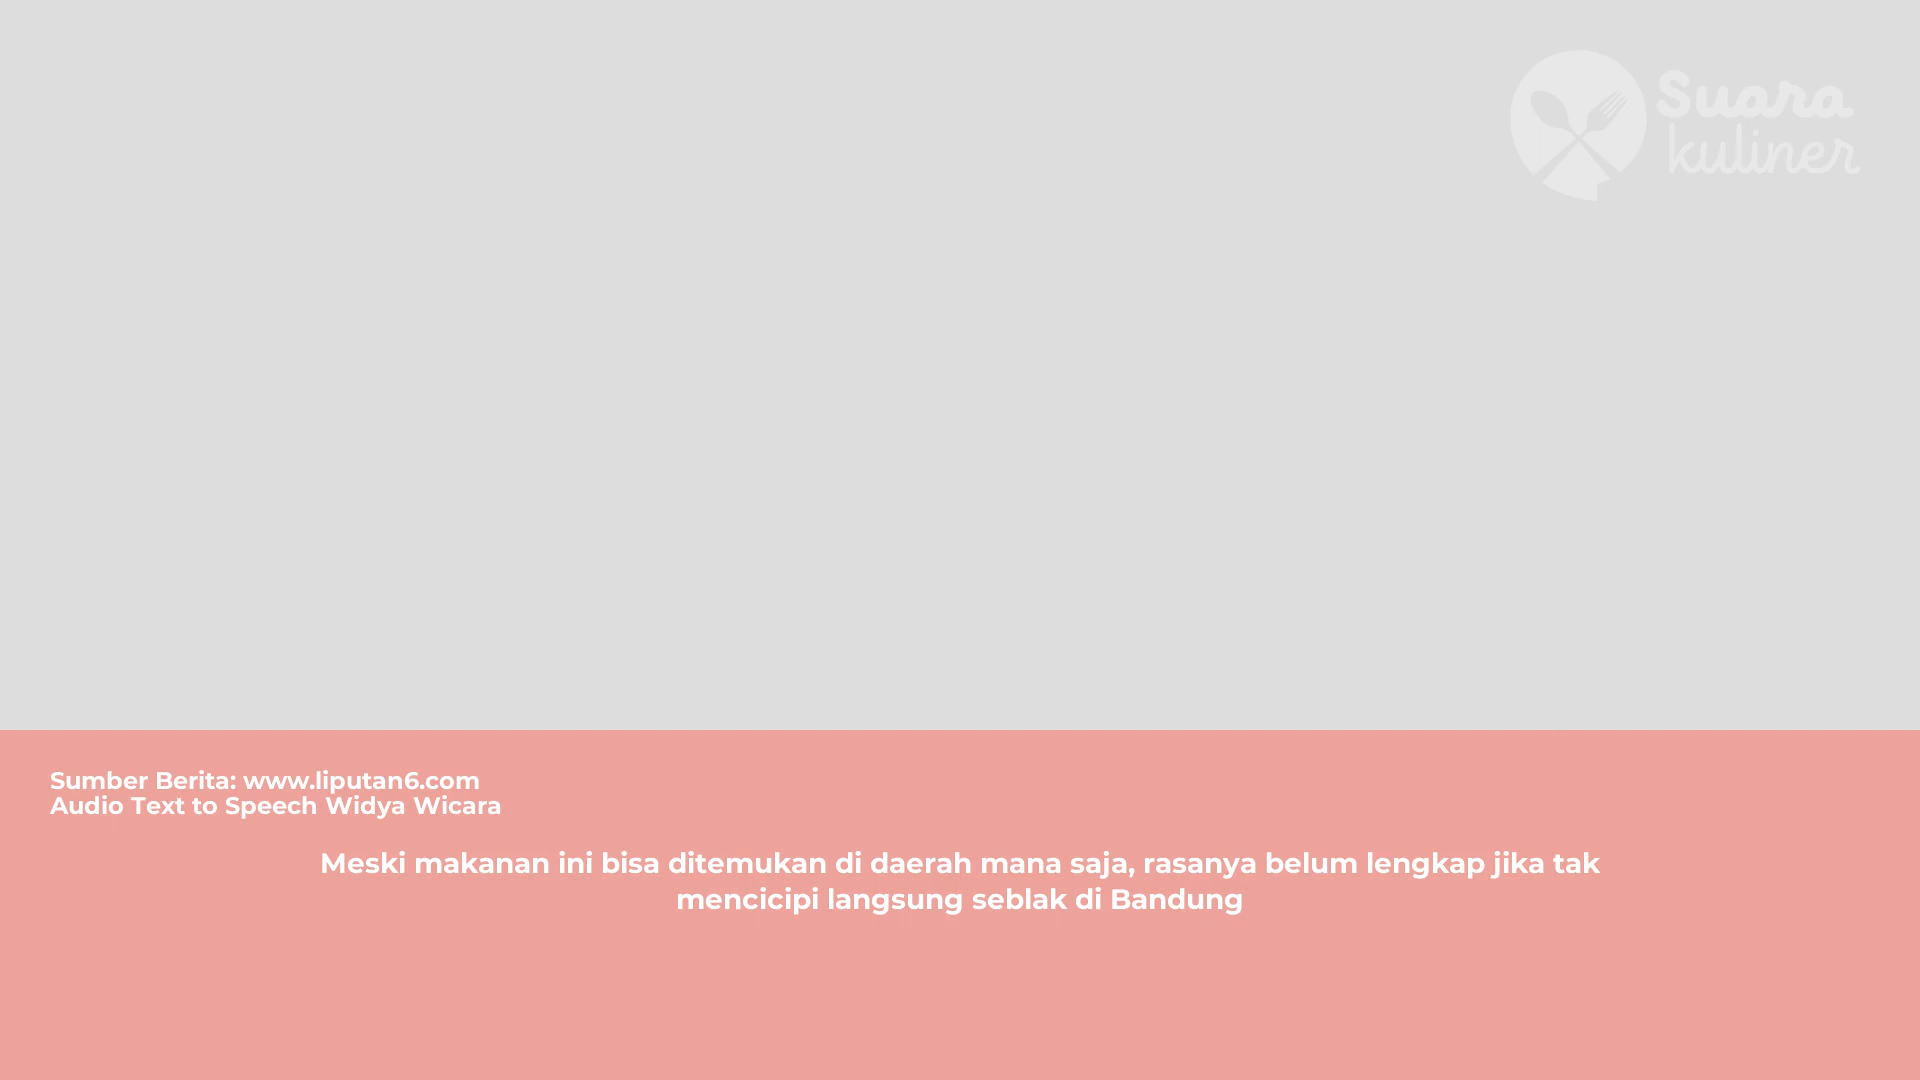 Suara
kuliner
Sumber Berita: www.liputan6.com
Audio Text to Speech Widya Wicara
Meski makanan ini bisa ditemukan di daerah mana saja, rasanya belum lengkap jika tak
mencicipi langsung seblak di Bandung